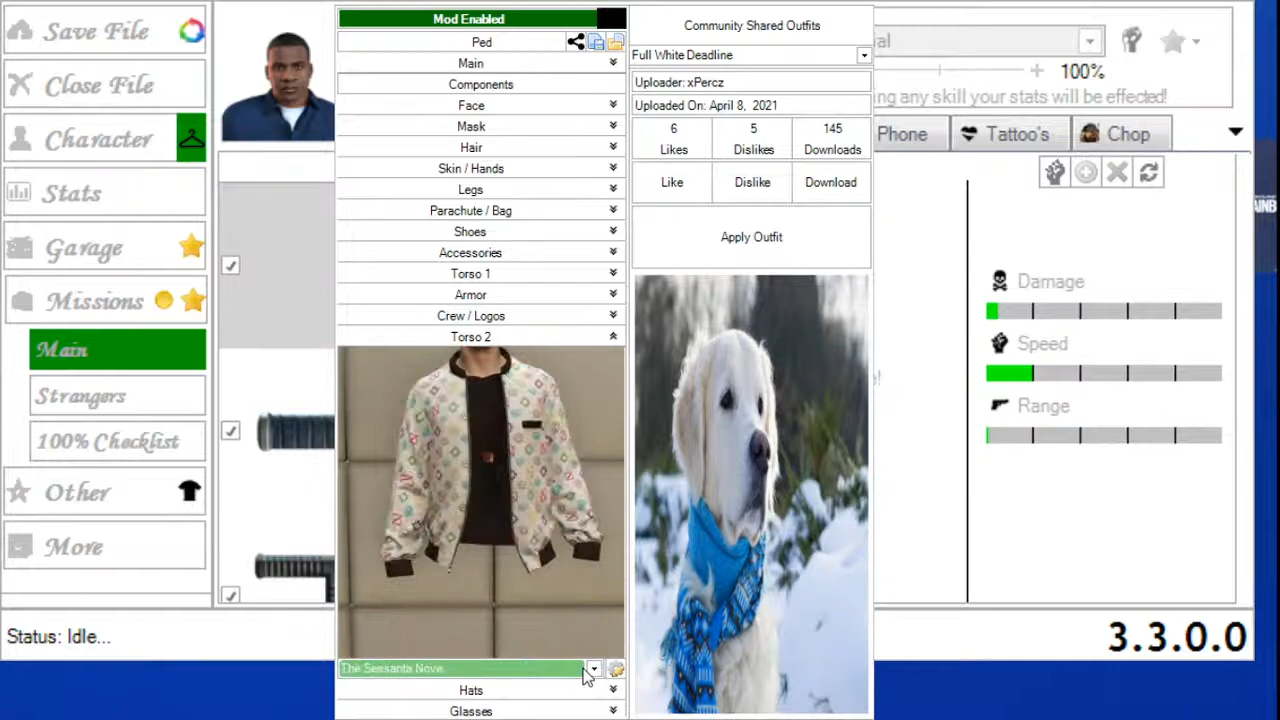 Save File
Close File
Character
Stats
Garage
Missions
Main
Strangers
100% Checklist
Other
More
Status: Idle...
Mod Enabled
Ped
Main
Components
Face
Mask
Hair
Skin / Hands
Legs
Parachute / Bag
Shoes
Accessories
Torso 1
Armor
Crew / Logos
Torso 2
The Sessanta Nove.
Hats
Glasses
Community Shared Outfits
Full White Deadline
Uploader: xPercz
Uploaded On: April 8, 2021
6 5 145
Likes Dislikes Downloads
Like Dislike Download
Apply Outfit
al
100%
ing any skill your stats will be effected!
Phone Tattoo's Chop
Damage
Speed
Range
3.3.0.0